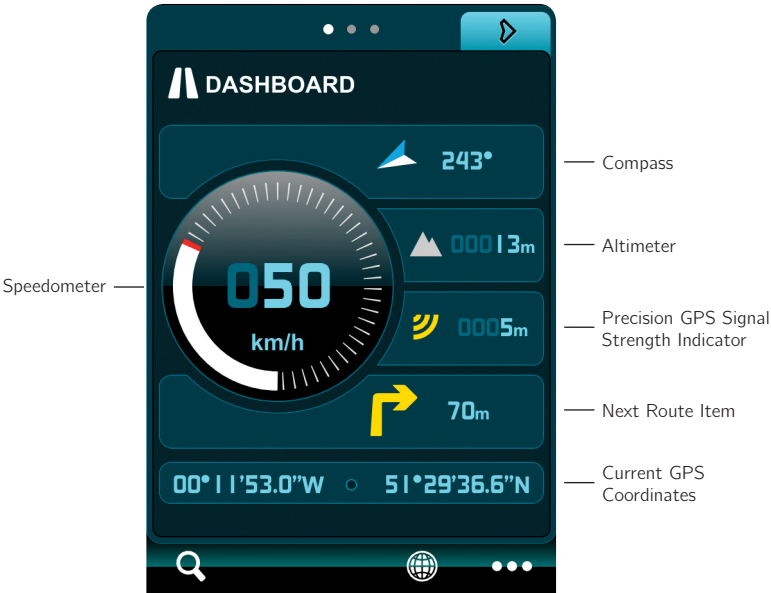 DASHBOARD
243°
Compass
00013m
Altimeter
Speedometer
050
km/h
0005m
Precision GPS Signal
Strength Indicator
70m
Next Route Item
00°11’53.0”W
51°29’36.6”N
Current GPS
Coordinates